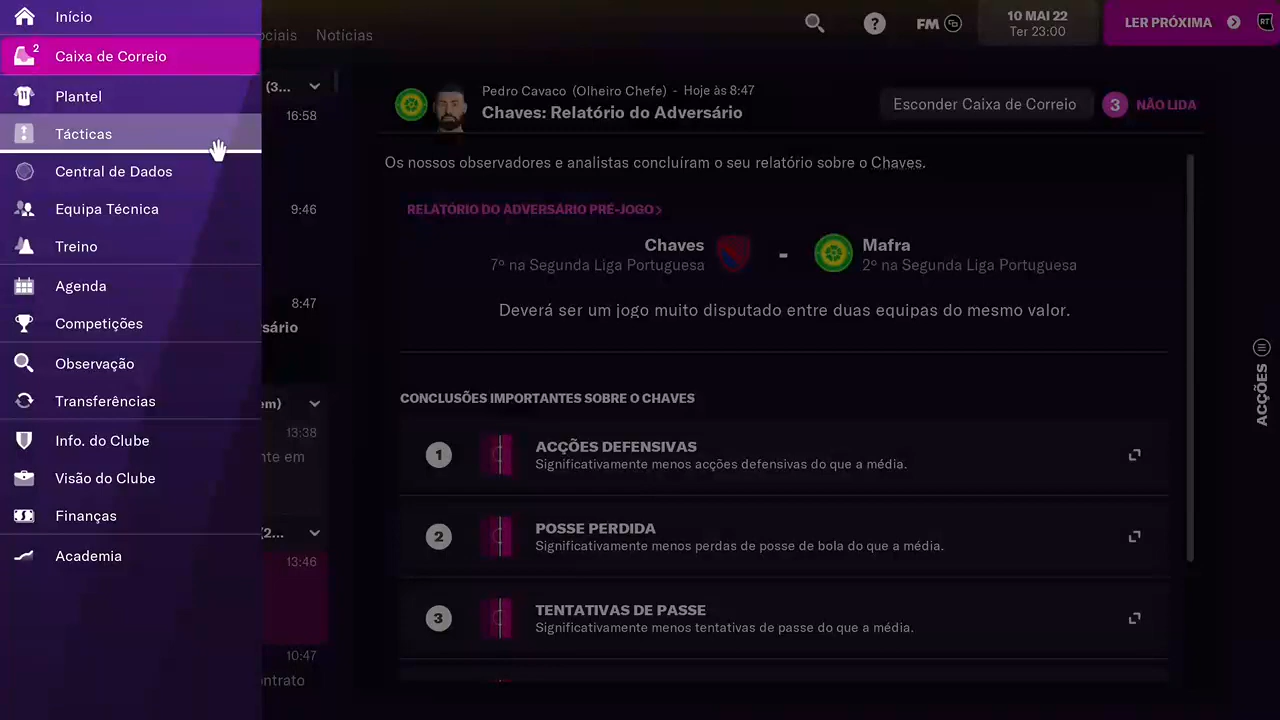 Início
2
Caixa de Correio
Plantel
Tácticas
Central de Dados
Equipa Técnica
Treino
Agenda
Competições
Observação
Transferências
Info. do Clube
Visão do Clube
Finanças
Academia
ociais
Notícias
?
FM
10 MAI 22
Ter 23:00
LER PRÓXIMA
RT
(3...
16:58
9:46
8:47
sário
em)
13:38
nte em
(2...
13:46
10:47
ntrato
Pedro Cavaco (Olheiro Chefe) - Hoje às 8:47
Chaves: Relatório do Adversário
Esconder Caixa de Correio
3 NÃO LIDA
Os nossos observadores e analistas concluíram o seu relatório sobre o Chaves.
RELATÓRIO DO ADVERSÁRIO PRÉ-JOGO >
Chaves - Mafra
7º na Segunda Liga Portuguesa
2º na Segunda Liga Portuguesa
Deverá ser um jogo muito disputado entre duas equipas do mesmo valor.
CONCLUSÕES IMPORTANTES SOBRE O CHAVES
1
ACÇÕES DEFENSIVAS
Significativamente menos acções defensivas do que a média.
2
POSSE PERDIDA
Significativamente menos perdas de posse de bola do que a média.
3
TENTATIVAS DE PASSE
Significativamente menos tentativas de passe do que a média.
ACÇÕES